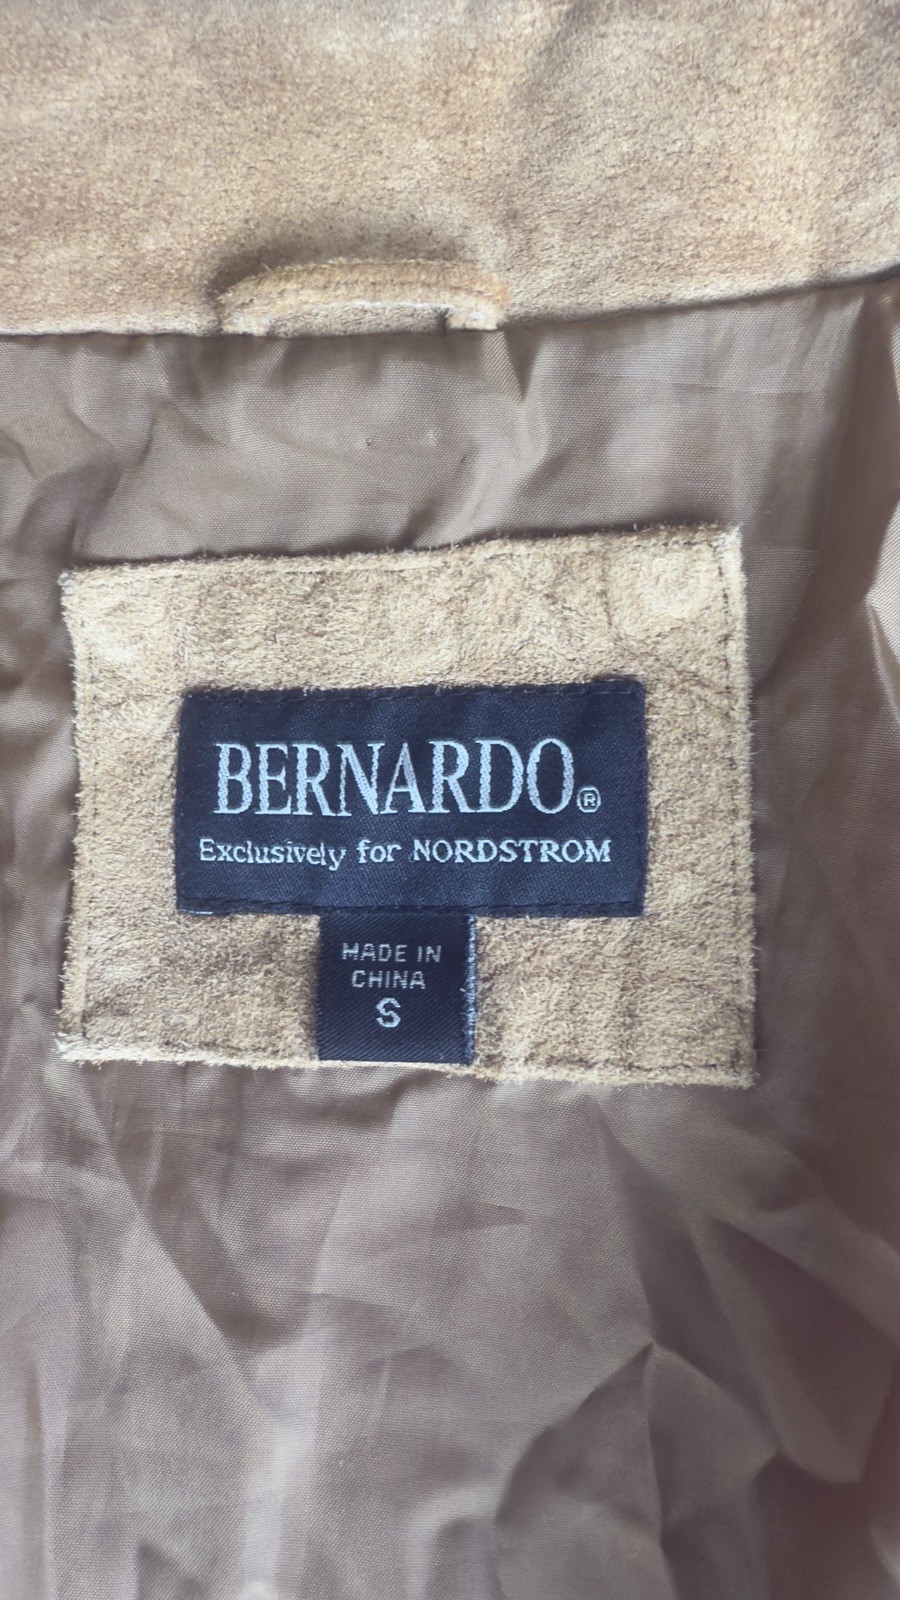 BERNARDO®
Exclusively for NORDSTROM
MADE IN
CHINA
S